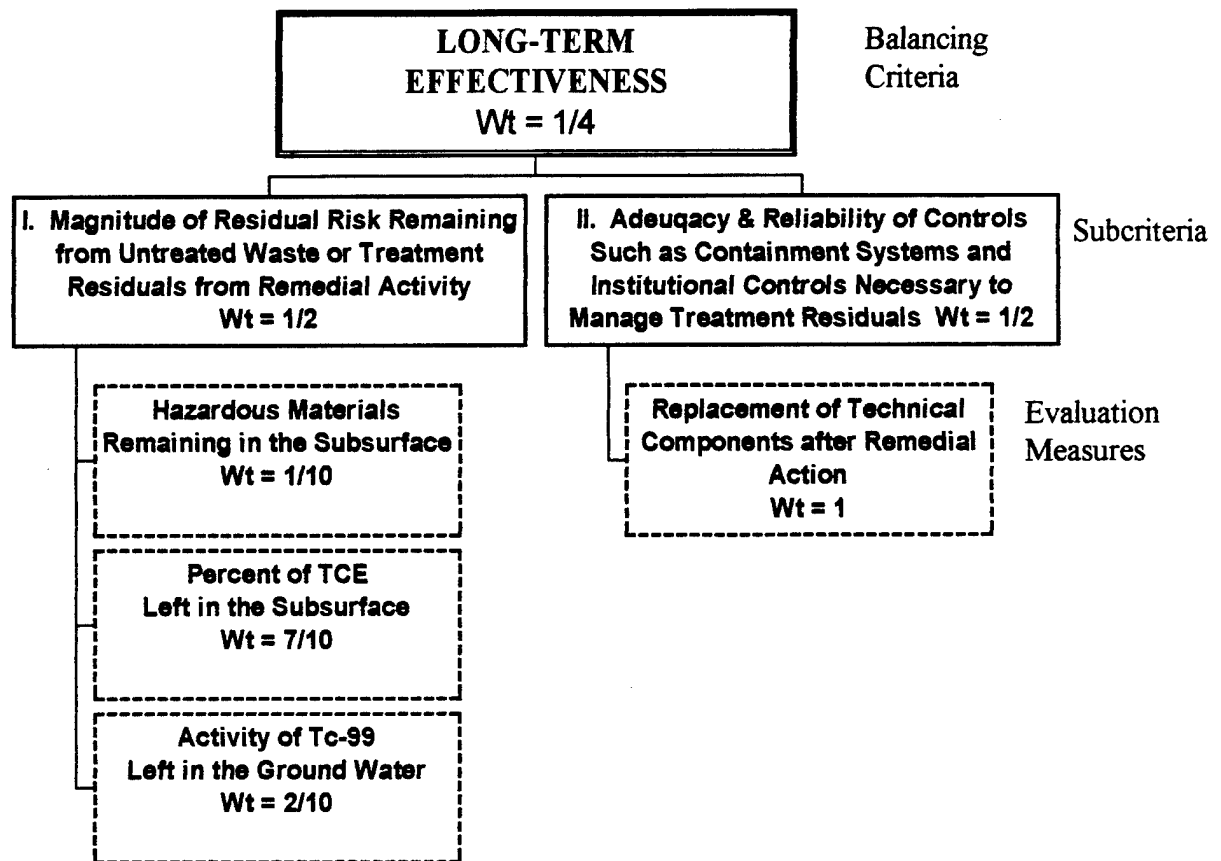 LONG-TERM
EFFECTIVENESS
Wt = 1/4
Balancing
Criteria
I. Magnitude of Residual Risk Remaining
from Untreated Waste or Treatment
Residuals from Remedial Activity
Wt = 1/2
II. Adeuqacy & Reliability of Controls
Such as Containment Systems and
Institutional Controls Necessary to
Manage Treatment Residuals Wt = 1/2
Subcriteria
Hazardous Materials
Remaining in the Subsurface
Wt = 1/10
Replacement of Technical
Components after Remedial
Action
Wt = 1
Evaluation
Measures
Percent of TCE
Left in the Subsurface
Wt = 7/10
Activity of Tc-99
Left in the Ground Water
Wt = 2/10